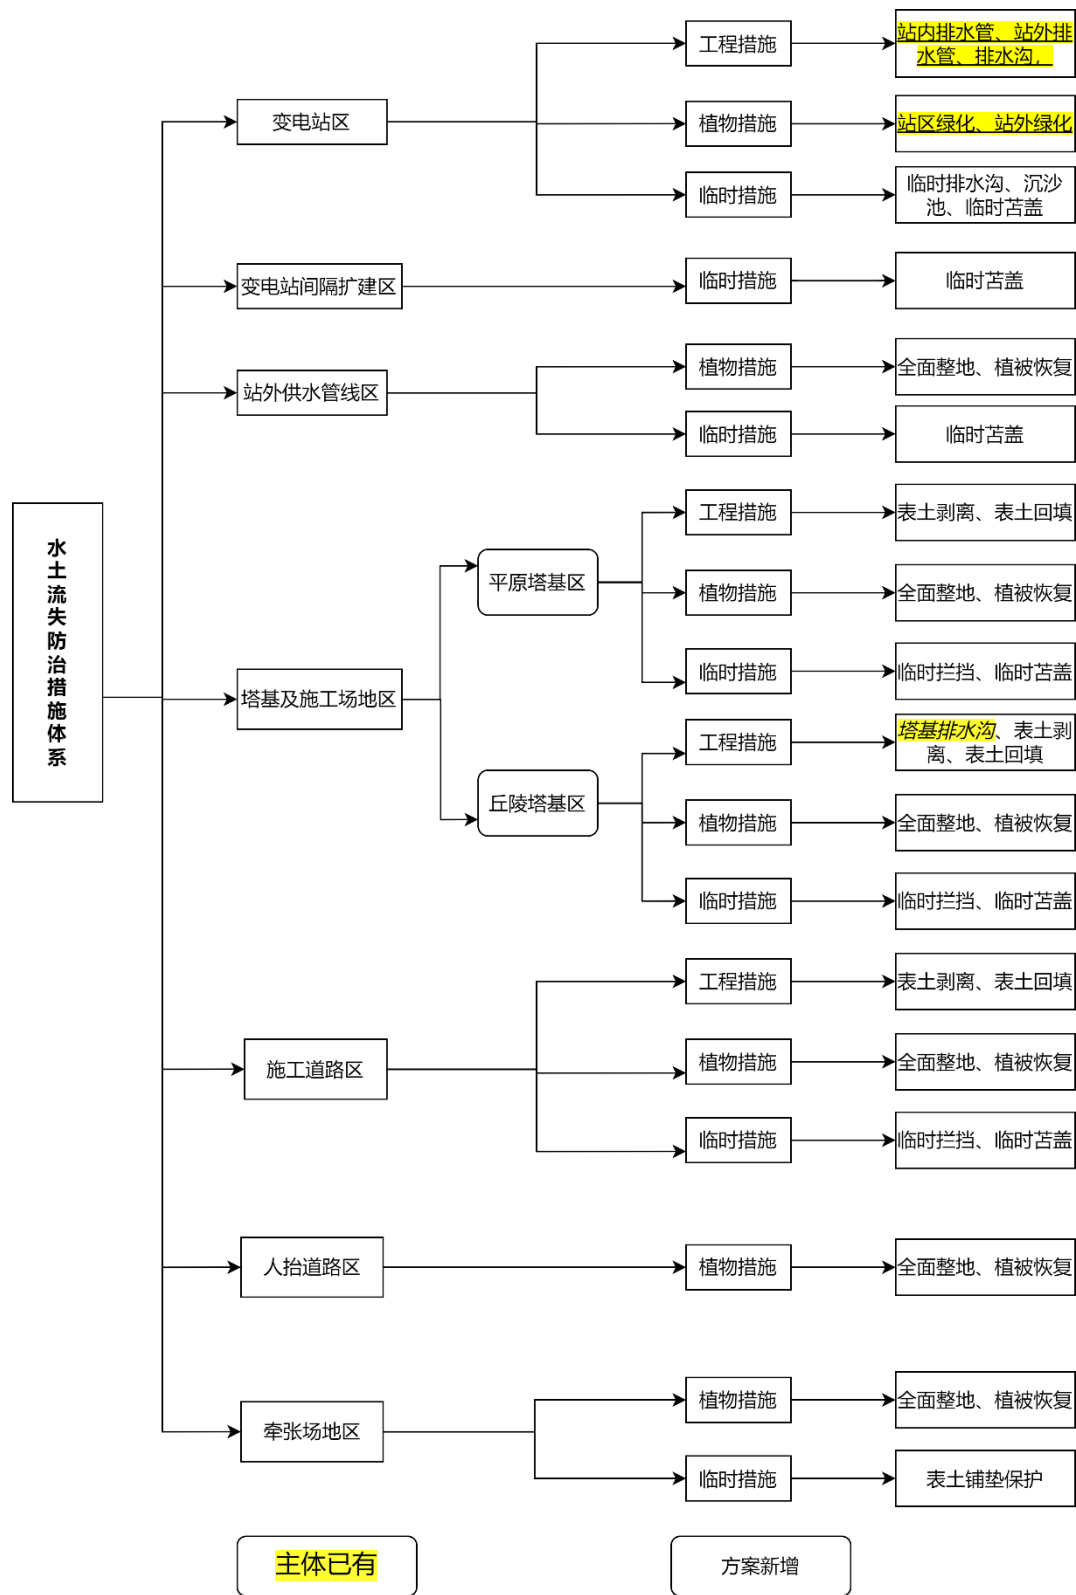 水土流失防治措施体系
变电站区
工程措施
站内排水管、站外排
水管、排水沟，
植物措施
站区绿化、站外绿化
临时措施
临时排水沟、沉沙
池、临时苫盖
变电站间隔扩建区
临时措施
临时苫盖
站外供水管线区
植物措施
全面整地、植被恢复
临时措施
临时苫盖
塔基及施工场地区
平原塔基区
工程措施
表土剥离、表土回填
植物措施
全面整地、植被恢复
临时措施
临时拦挡、临时苫盖
丘陵塔基区
工程措施
塔基排水沟、表土剥
离、表土回填
植物措施
全面整地、植被恢复
临时措施
临时拦挡、临时苫盖
施工道路区
工程措施
表土剥离、表土回填
植物措施
全面整地、植被恢复
临时措施
临时拦挡、临时苫盖
人抬道路区
植物措施
全面整地、植被恢复
牵张场地区
植物措施
全面整地、植被恢复
临时措施
表土铺垫保护
主体已有
方案新增